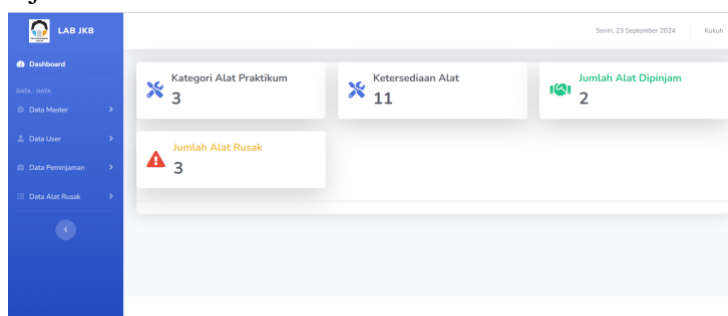 LAB JKB
Senin, 23 September 2024
Kukuh
Dashboard
DATA - DATA
Data Master
Data User
Data Peminjaman
Data Alat Rusak
Kategori Alat Praktikum
3
Ketersediaan Alat
11
Jumlah Alat Dipinjam
2
Jumlah Alat Rusak
3